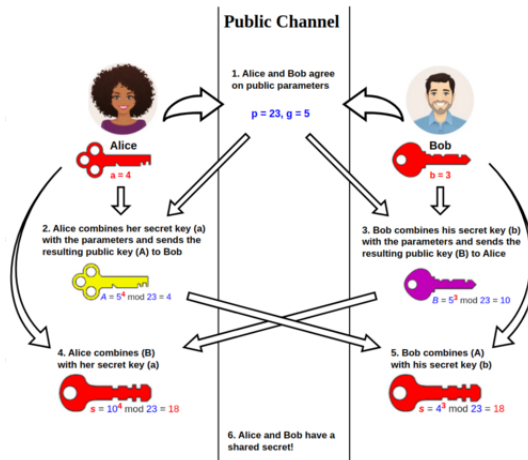 Public Channel
1. Alice and Bob agree
on public parameters
p = 23, g = 5
Alice
a = 4
Bob
b = 3
2. Alice combines her secret key (a)
with the parameters and sends the
resulting public key (A) to Bob
A = 5⁴ mod 23 = 4
3. Bob combines his secret key (b)
with the parameters and sends the
resulting public key (B) to Alice
B = 5³ mod 23 = 10
4. Alice combines (B)
with her secret key (a)
s = 10⁴ mod 23 = 18
5. Bob combines (A)
with his secret key (b)
s = 4³ mod 23 = 18
6. Alice and Bob have a
shared secret!